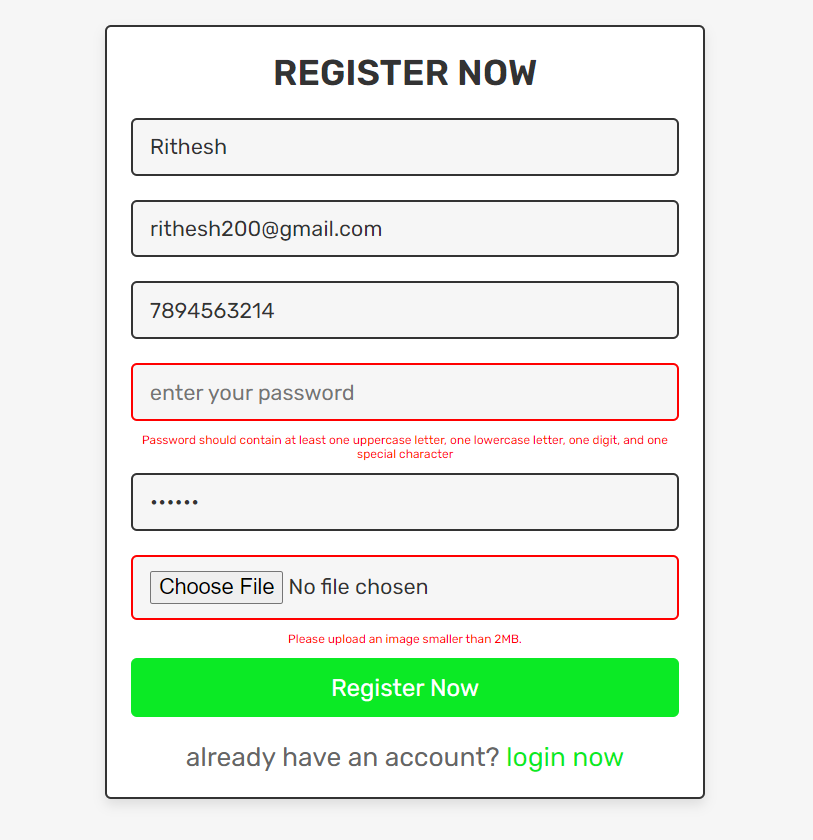 REGISTER NOW
Rithesh
rithesh200@gmail.com
7894563214
enter your password
Password should contain at least one uppercase letter, one lowercase letter, one digit, and one
special character
••••••
Choose File No file chosen
Please upload an image smaller than 2MB.
Register Now
already have an account? login now